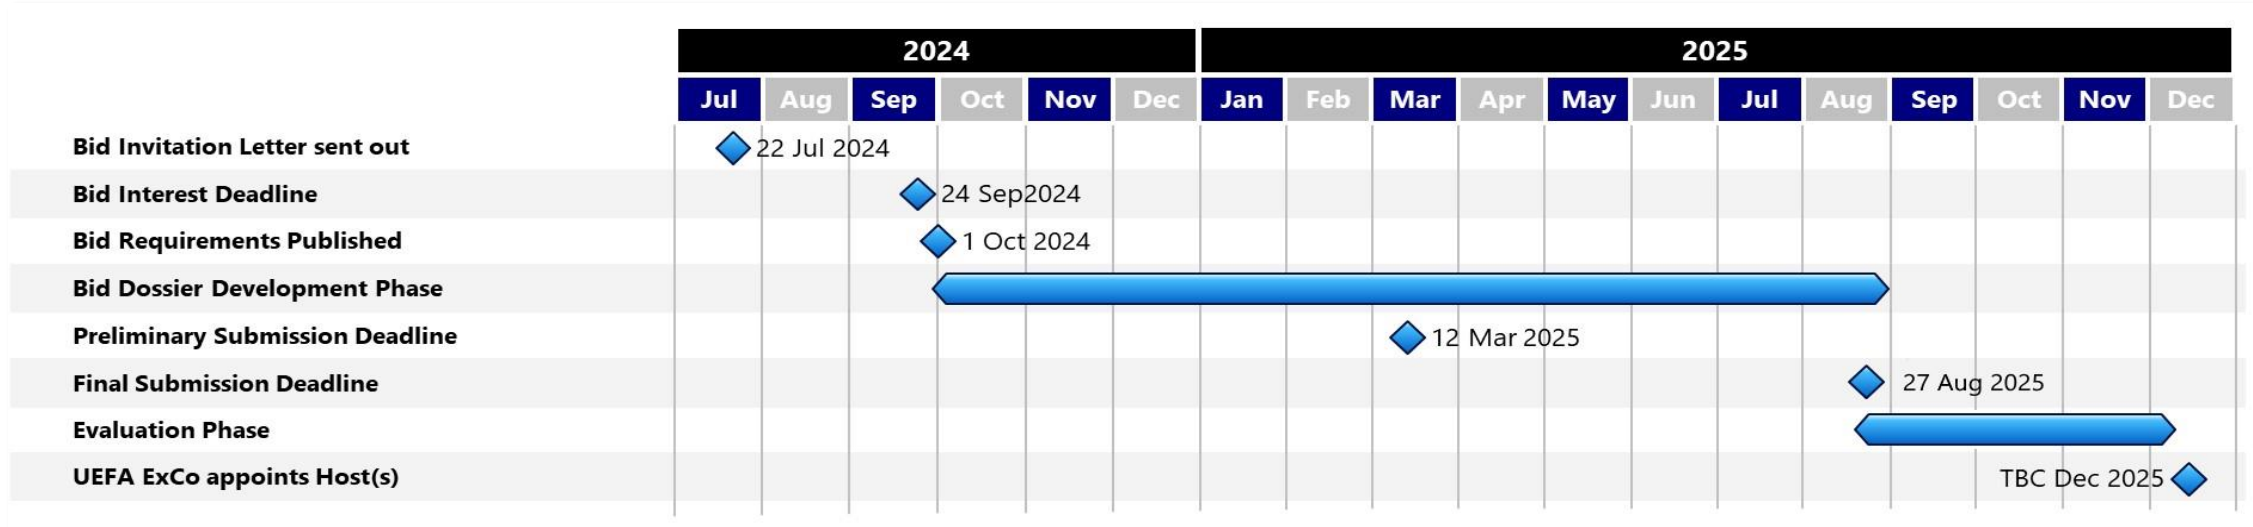 2024 2025
Jul Aug Sep Oct Nov Dec Jan Feb Mar Apr May Jun Jul Aug Sep Oct Nov Dec
Bid Invitation Letter sent out 22 Jul 2024
Bid Interest Deadline 24 Sep2024
Bid Requirements Published 1 Oct 2024
Bid Dossier Development Phase
Preliminary Submission Deadline 12 Mar 2025
Final Submission Deadline 27 Aug 2025
Evaluation Phase
UEFA ExCo appoints Host(s) TBC Dec 2025